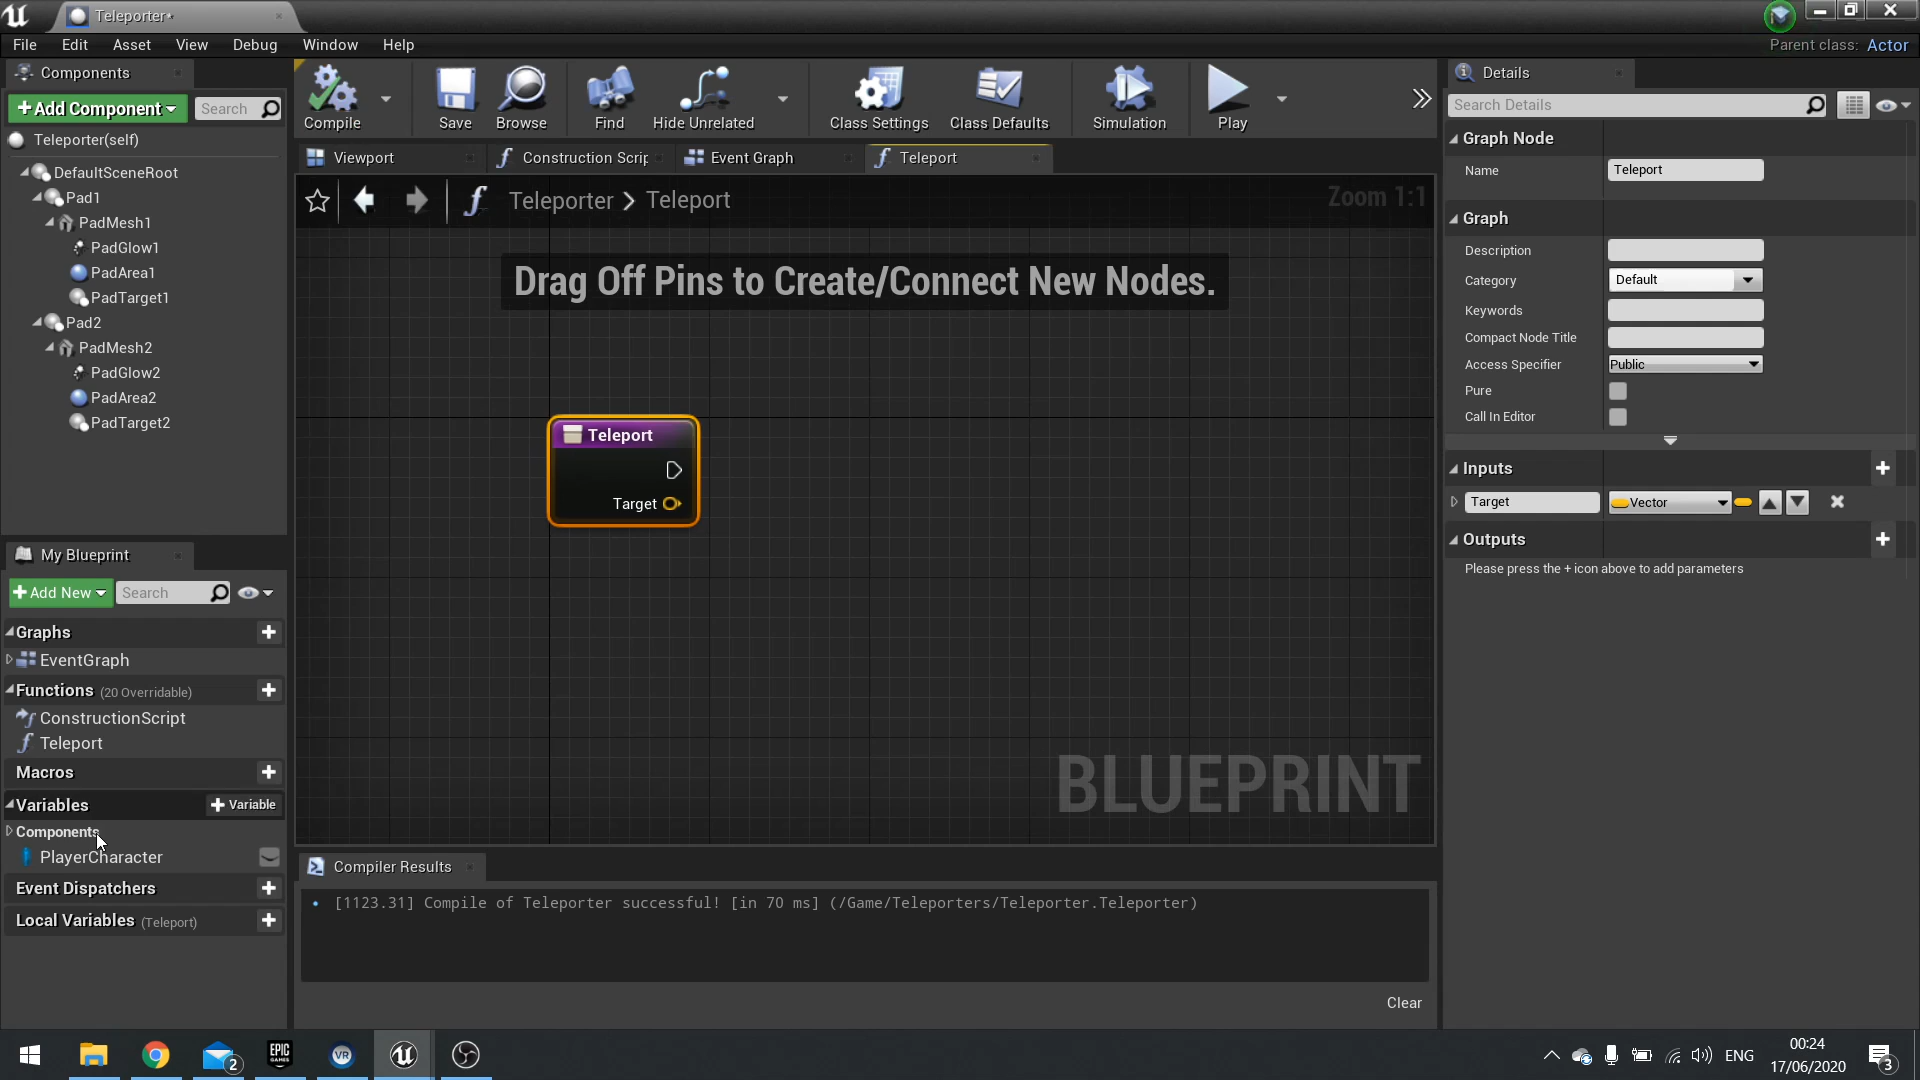 Teleporter*
File Edit Asset View Debug Window Help
Parent class: Actor
Components
+Add Component
Search
Teleporter(self)
DefaultSceneRoot
Pad1
PadMesh1
PadGlow1
PadArea1
PadTarget1
Pad2
PadMesh2
PadGlow2
PadArea2
PadTarget2
Compile
Save
Browse
Find
Hide Unrelated
Class Settings
Class Defaults
Simulation
Play
Viewport
Construction Scrip
Event Graph
Teleport
Teleporter > Teleport
Zoom 1:1
Drag Off Pins to Create/Connect New Nodes.
Teleport
Target
BLUEPRINT
My Blueprint
+Add New
Search
Graphs
EventGraph
Functions (20 Overridable)
ConstructionScript
Teleport
Macros
Variables
+ Variable
Components
PlayerCharacter
Event Dispatchers
Local Variables (Teleport)
Compiler Results
[1123.31] Compile of Teleporter successful! [in 70 ms] (/Game/Teleporters/Teleporter.Teleporter)
Clear
Details
Search Details
Graph Node
Name Teleport
Graph
Description
Category Default
Keywords
Compact Node Title
Access Specifier Public
Pure
Call In Editor
Inputs
Target Vector
Outputs
Please press the + icon above to add parameters
2
EPIC
GAMES
VR
ENG
00:24
17/06/2020
3